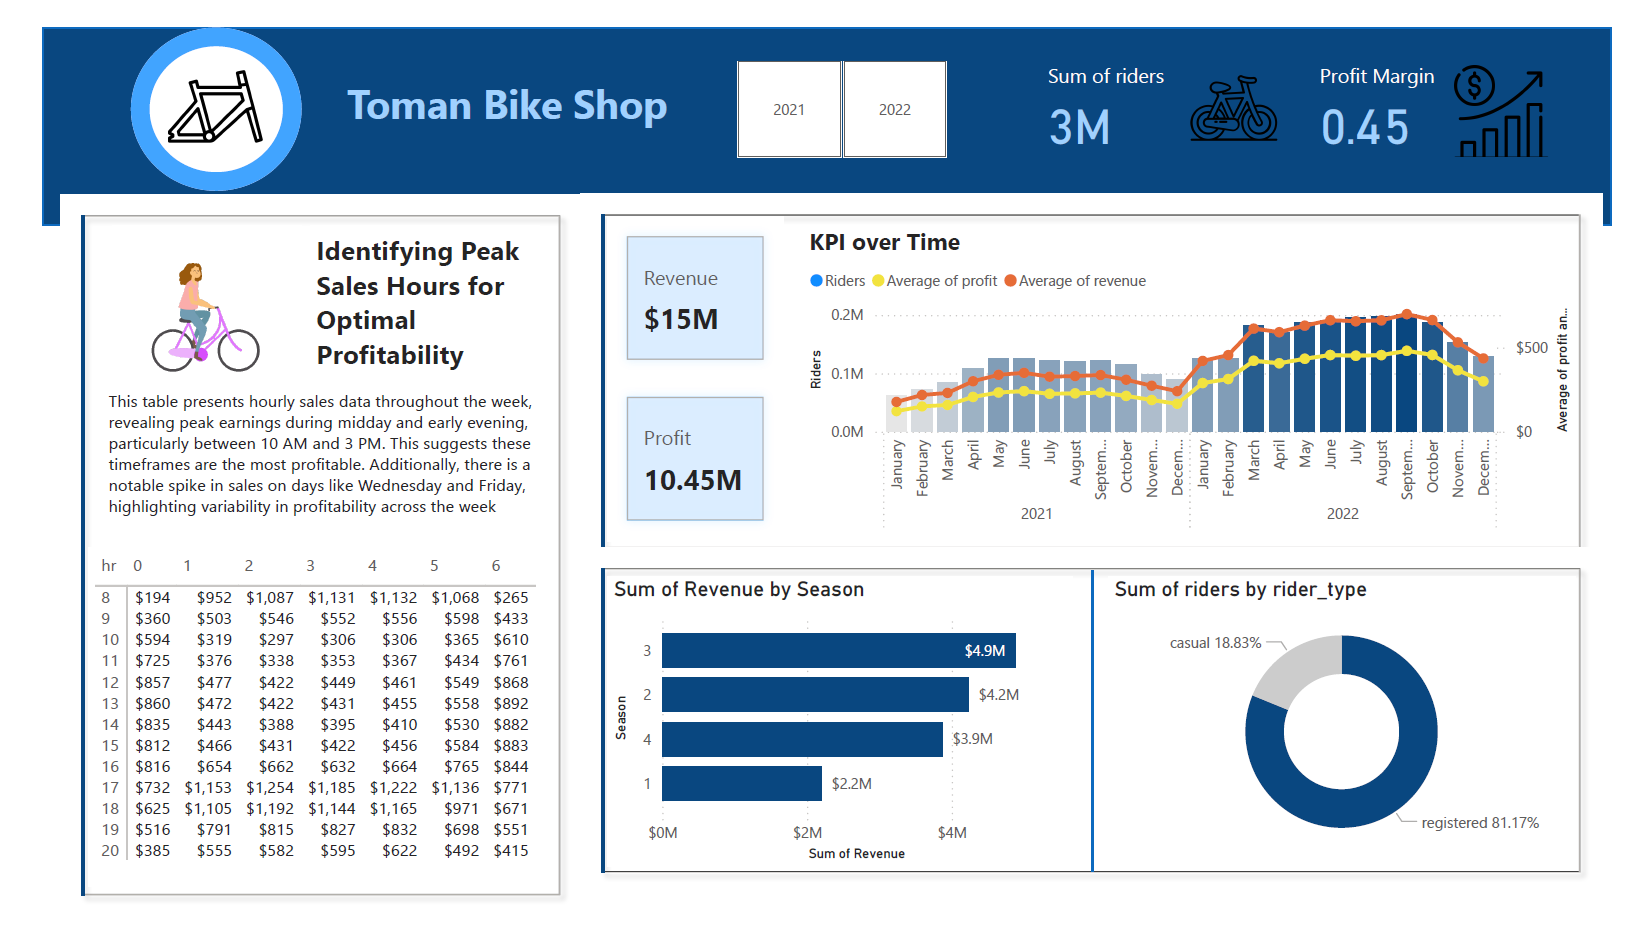 Toman Bike Shop
2021
2022
Sum of riders
3M
Profit Margin
0.45
Identifying Peak
Sales Hours for
Optimal
Profitability
This table presents hourly sales data throughout the week,
revealing peak earnings during midday and early evening,
particularly between 10 AM and 3 PM. This suggests these
timeframes are the most profitable. Additionally, there is a
notable spike in sales on days like Wednesday and Friday,
highlighting variability in profitability across the week
hr 0 1 2 3 4 5 6
8 $194 $952 $1,087 $1,131 $1,132 $1,068 $265
9 $360 $503 $546 $552 $556 $598 $433
10 $594 $319 $297 $306 $306 $365 $610
11 $725 $376 $338 $353 $367 $434 $761
12 $857 $477 $422 $449 $461 $549 $868
13 $860 $472 $422 $431 $455 $558 $892
14 $835 $443 $388 $395 $410 $530 $882
15 $812 $466 $431 $422 $456 $584 $883
16 $816 $654 $662 $632 $664 $765 $844
17 $732 $1,153 $1,254 $1,185 $1,222 $1,136 $771
18 $625 $1,105 $1,192 $1,144 $1,165 $971 $671
19 $516 $791 $815 $827 $832 $698 $551
20 $385 $555 $582 $595 $622 $492 $415
Revenue
$15M
Profit
10.45M
KPI over Time
Riders Average of profit Average of revenue
Riders
0.2M
0.1M
0.0M
$500
$0
Average of profit an...
January
February
March
April
May
June
July
August
Septem...
October
Novem...
Decem...
January
February
March
April
May
June
July
August
Septem...
October
Novem...
Decem...
2021
2022
Sum of Revenue by Season
Season
3 $4.9M
2 $4.2M
4 $3.9M
1 $2.2M
$0M $2M $4M
Sum of Revenue
Sum of riders by rider_type
casual 18.83%
registered 81.17%